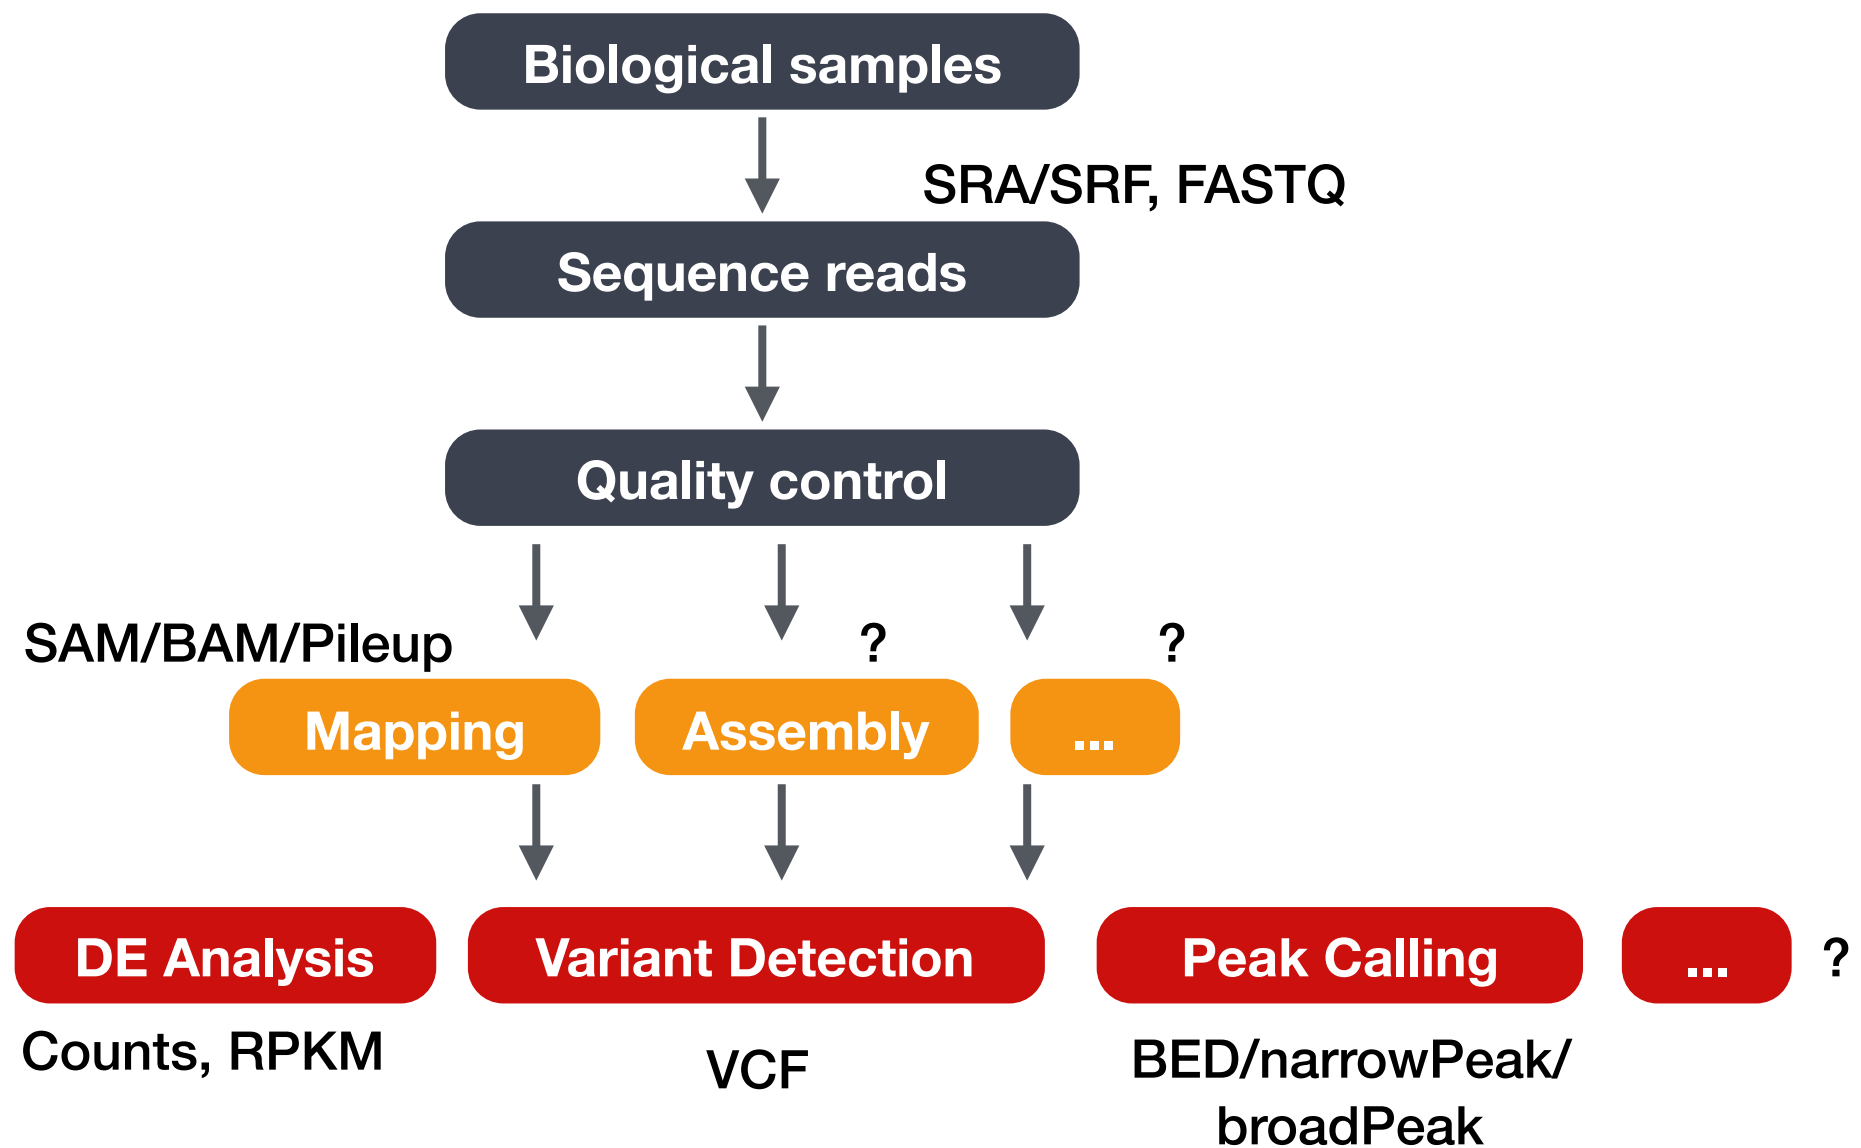 Biological samples
SRA/SRF, FASTQ
Sequence reads
Quality control
SAM/BAM/Pileup
?
?
Mapping
Assembly
...
DE Analysis
Variant Detection
Peak Calling
...
?
Counts, RPKM
VCF
BED/narrowPeak/
broadPeak